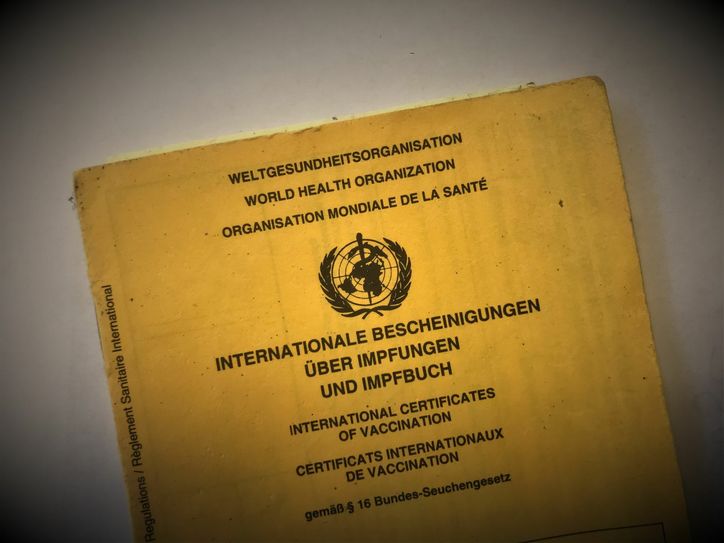 WELTGESUNDHEITSORGANISATION
WORLD HEALTH ORGANIZATION
ORGANISATION MONDIALE DE LA SANTÉ
INTERNATIONALE BESCHEINIGUNGEN
ÜBER IMPFUNGEN
UND IMPFBUCH
INTERNATIONAL CERTIFICATES
OF VACCINATION
CERTIFICATS INTERNATIONAUX
DE VACCINATION
gemäß § 16 Bundes-Seuchengesetz
Regulations / Règlement Sanitaire International